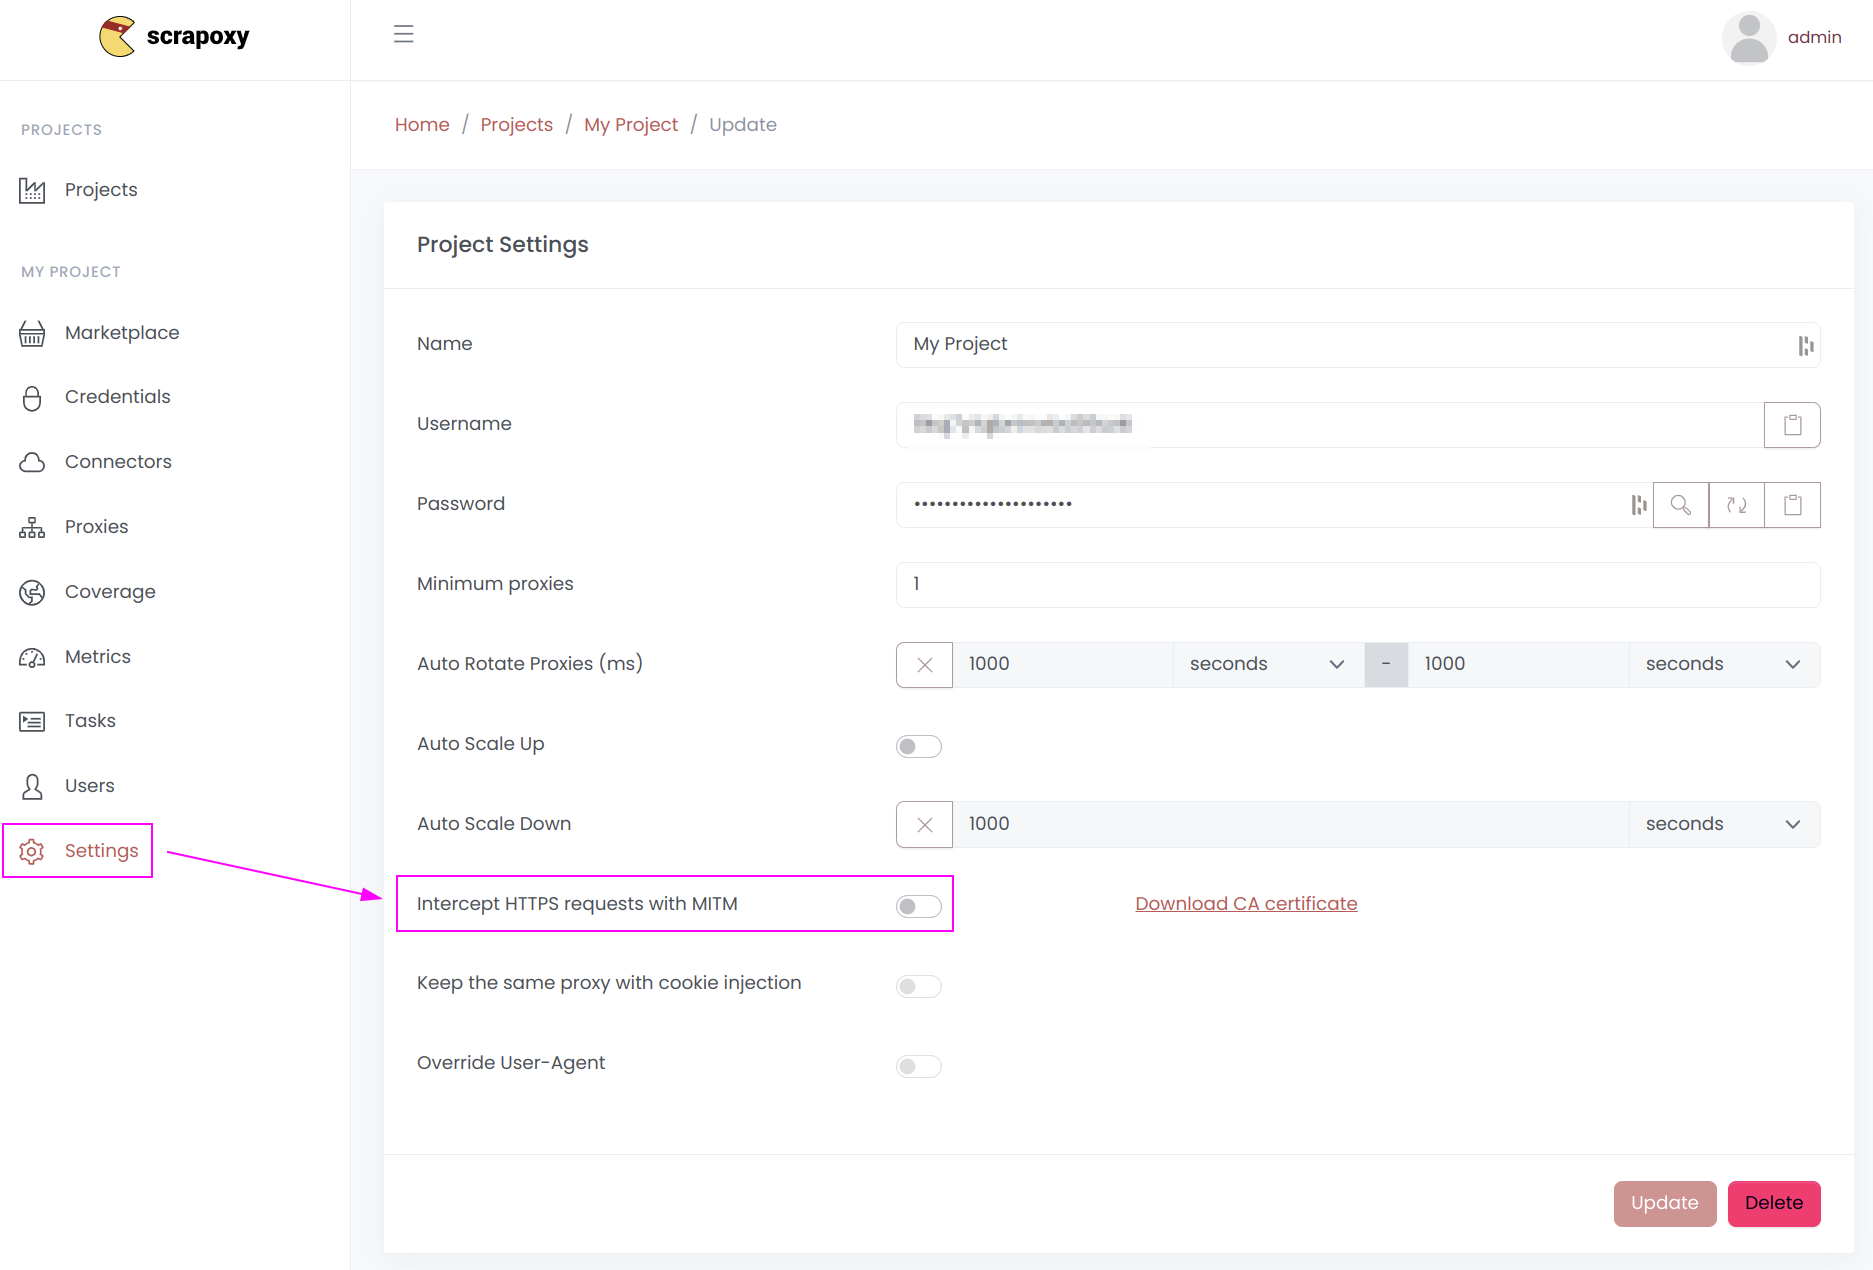 scrapoxy
admin
Home / Projects / My Project / Update
PROJECTS
Projects
MY PROJECT
Marketplace
Credentials
Connectors
Proxies
Coverage
Metrics
Tasks
Users
Settings
Project Settings
Name My Project
Username
Password •••••••••••••••••••••
Minimum proxies 1
Auto Rotate Proxies (ms) 1000 seconds - 1000 seconds
Auto Scale Up
Auto Scale Down 1000 seconds
Intercept HTTPS requests with MITM Download CA certificate
Keep the same proxy with cookie injection
Override User-Agent
Update Delete